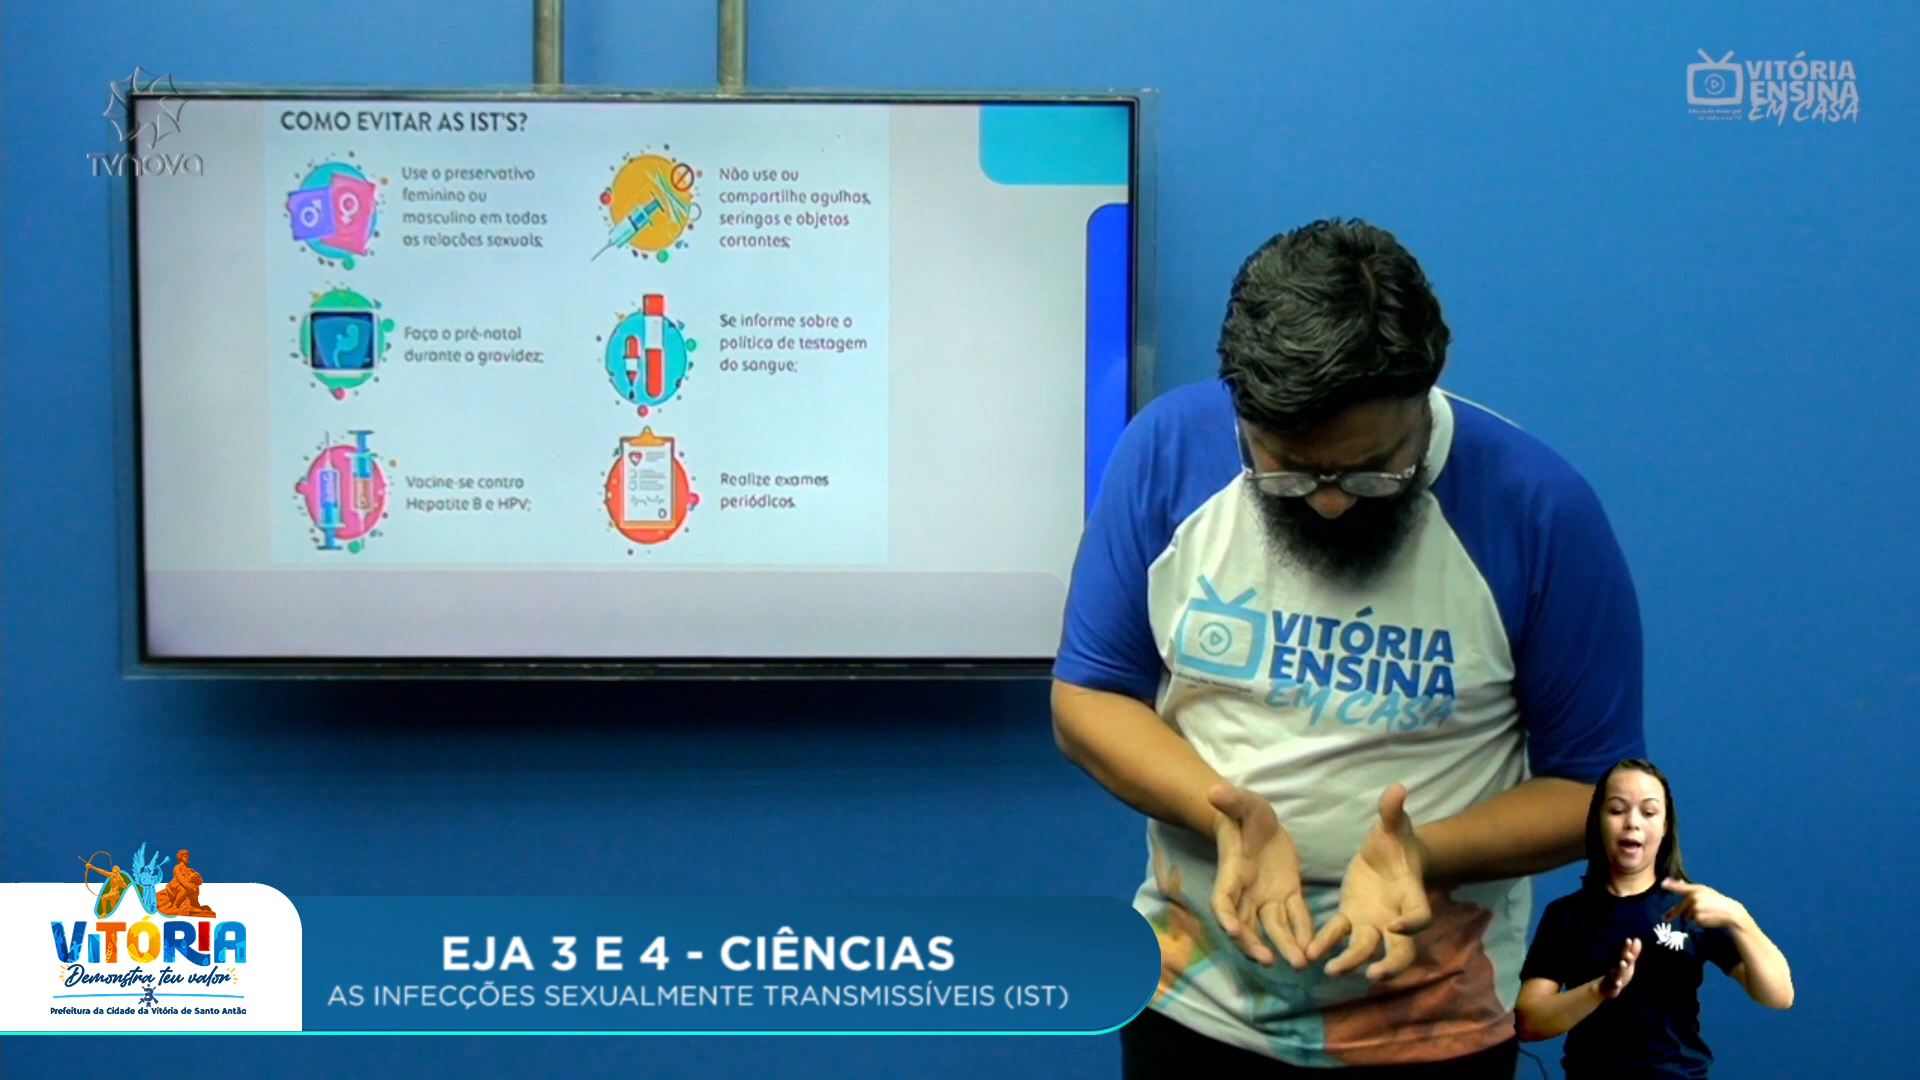 TVNOVA
VITÓRIA
ENSINA
EM CASA
COMO EVITAR AS IST'S?
Use o preservativo
feminino ou
masculino em todas
as relações sexuais;
Não use ou
compartilhe agulhas,
seringas e objetos
cortantes;
Faça o pré-natal
durante a gravidez;
Se informe sobre a
política de testagem
do sangue;
Vacine-se contra
Hepatite B e HPV;
Realize exames
periódicos.
VITÓRIA
ENSINA
EM CASA
VITÓRIA
Demonstra teu valor
Prefeitura da Cidade da Vitória de Santo Antão
EJA 3 E 4 - CIÊNCIAS
AS INFECÇÕES SEXUALMENTE TRANSMISSÍVEIS (IST)